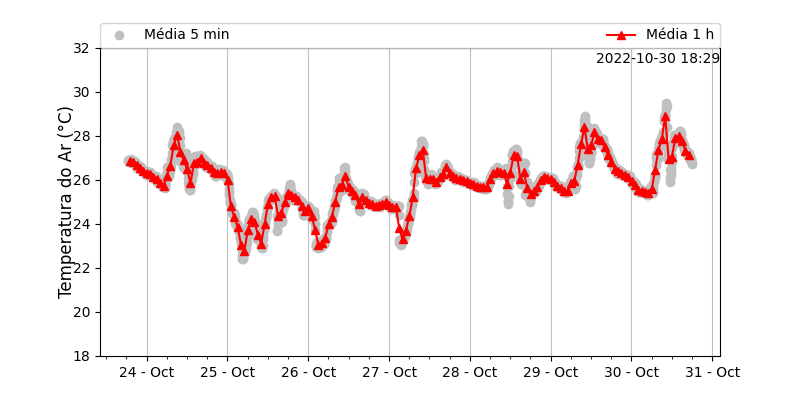 Média 5 min
Média 1 h
2022-10-30 18:29
Temperatura do Ar (°C)
32
30
28
26
24
22
20
18
24 - Oct
25 - Oct
26 - Oct
27 - Oct
28 - Oct
29 - Oct
30 - Oct
31 - Oct